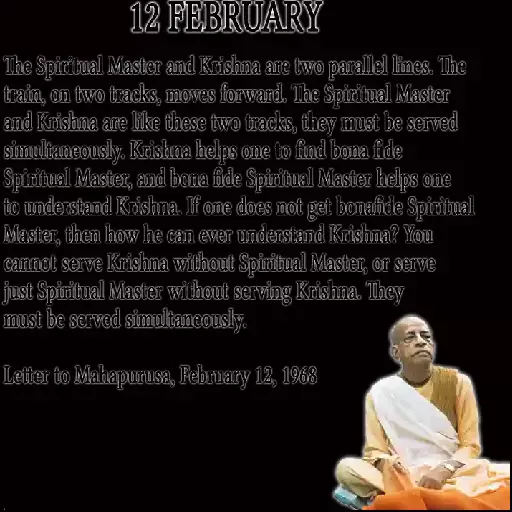 12 FEBRUARY
The Spiritual Master and Krishna are two parallel lines. The
train, on two tracks, moves forward. The Spiritual Master
and Krishna are like these two tracks, they must be served
simultaneously. Krishna helps one to find bona fide
Spiritual Master, and bona fide Spiritual Master helps one
to understand Krishna. If one does not get bonafide Spiritual
Master, then how he can ever understand Krishna? You
cannot serve Krishna without Spiritual Master, or serve
just Spiritual Master without serving Krishna. They
must be served simultaneously.
Letter to Mahapurusa, February 12, 1968